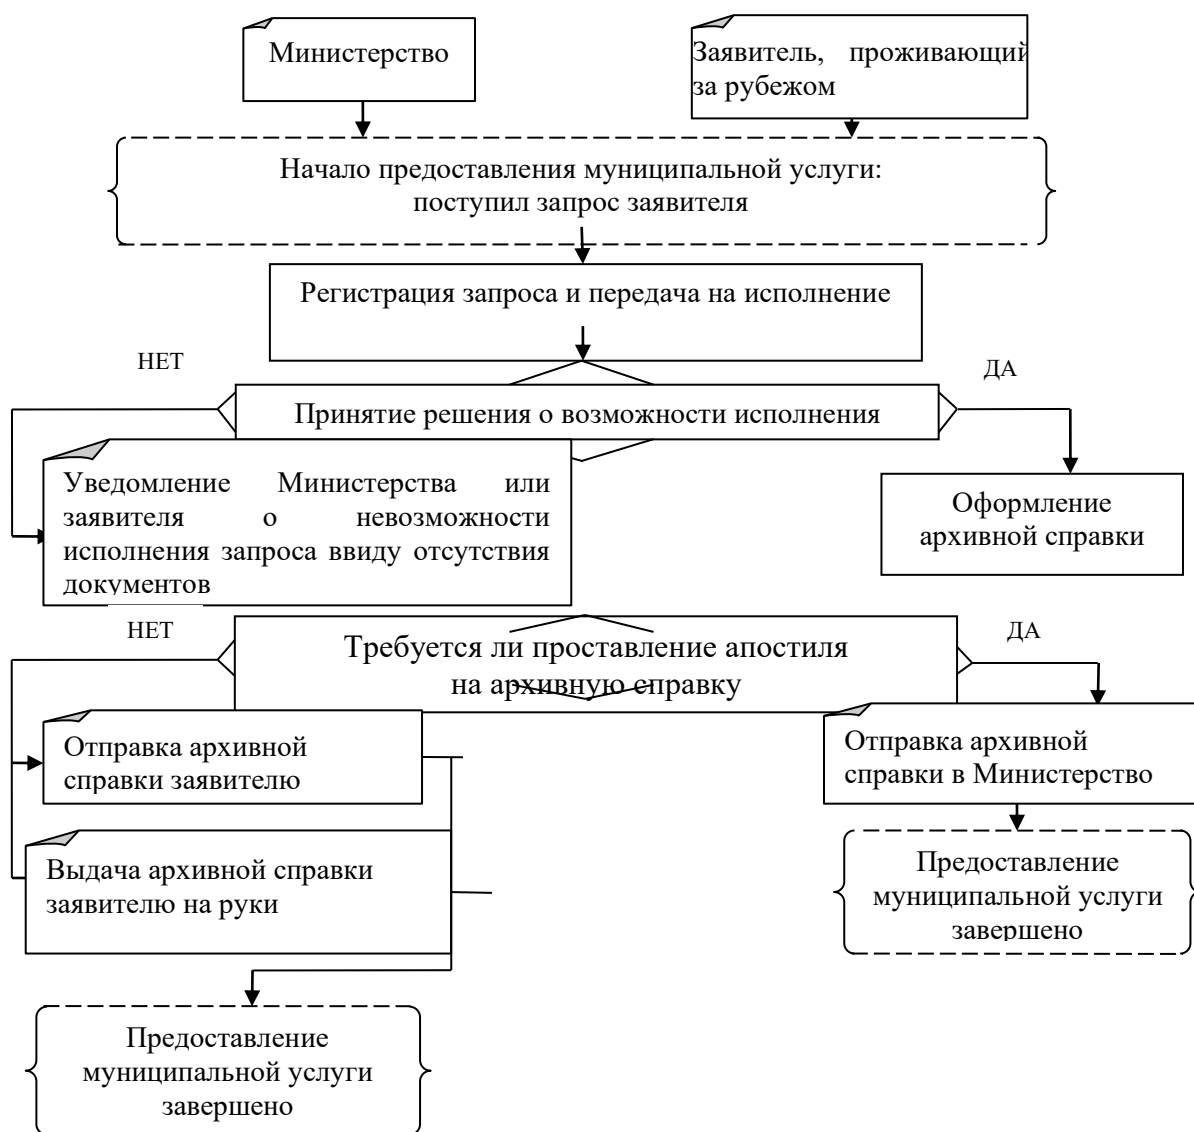 Министерство
Заявитель, проживающий
за рубежом
Начало предоставления муниципальной услуги:
поступил запрос заявителя
Регистрация запроса и передача на исполнение
НЕТ
ДА
Принятие решения о возможности исполнения
Уведомление Министерства или
заявителя о невозможности
исполнения запроса ввиду отсутствия
документов
Оформление
архивной справки
НЕТ
ДА
Требуется ли проставление апостиля
на архивную справку
Отправка архивной
справки заявителю
Отправка архивной
справки в Министерство
Выдача архивной справки
заявителю на руки
Предоставление
муниципальной услуги
завершено
Предоставление
муниципальной услуги
завершено